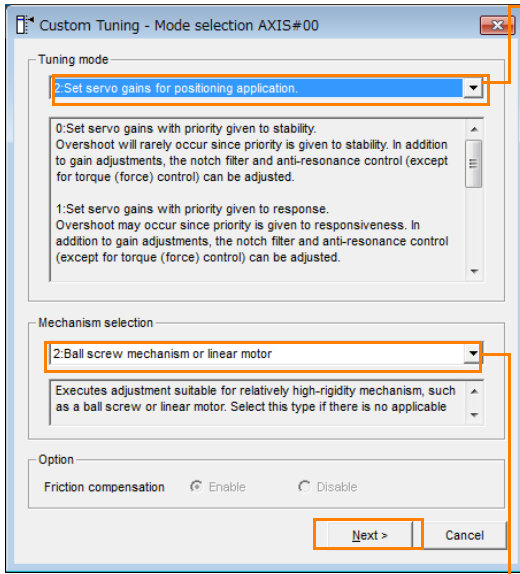 Custom Tuning - Mode selection AXIS#00
Tuning mode
2:Set servo gains for positioning application.
0:Set servo gains with priority given to stability.
Overshoot will rarely occur since priority is given to stability. In addition
to gain adjustments, the notch filter and anti-resonance control (except
for torque (force) control) can be adjusted.
1:Set servo gains with priority given to response.
Overshoot may occur since priority is given to responsiveness. In
addition to gain adjustments, the notch filter and anti-resonance control
(except for torque (force) control) can be adjusted.
Mechanism selection
2:Ball screw mechanism or linear motor
Executes adjustment suitable for relatively high-rigidity mechanism, such
as a ball screw or linear motor. Select this type if there is no applicable
Option
Friction compensation Enable Disable
Next > Cancel